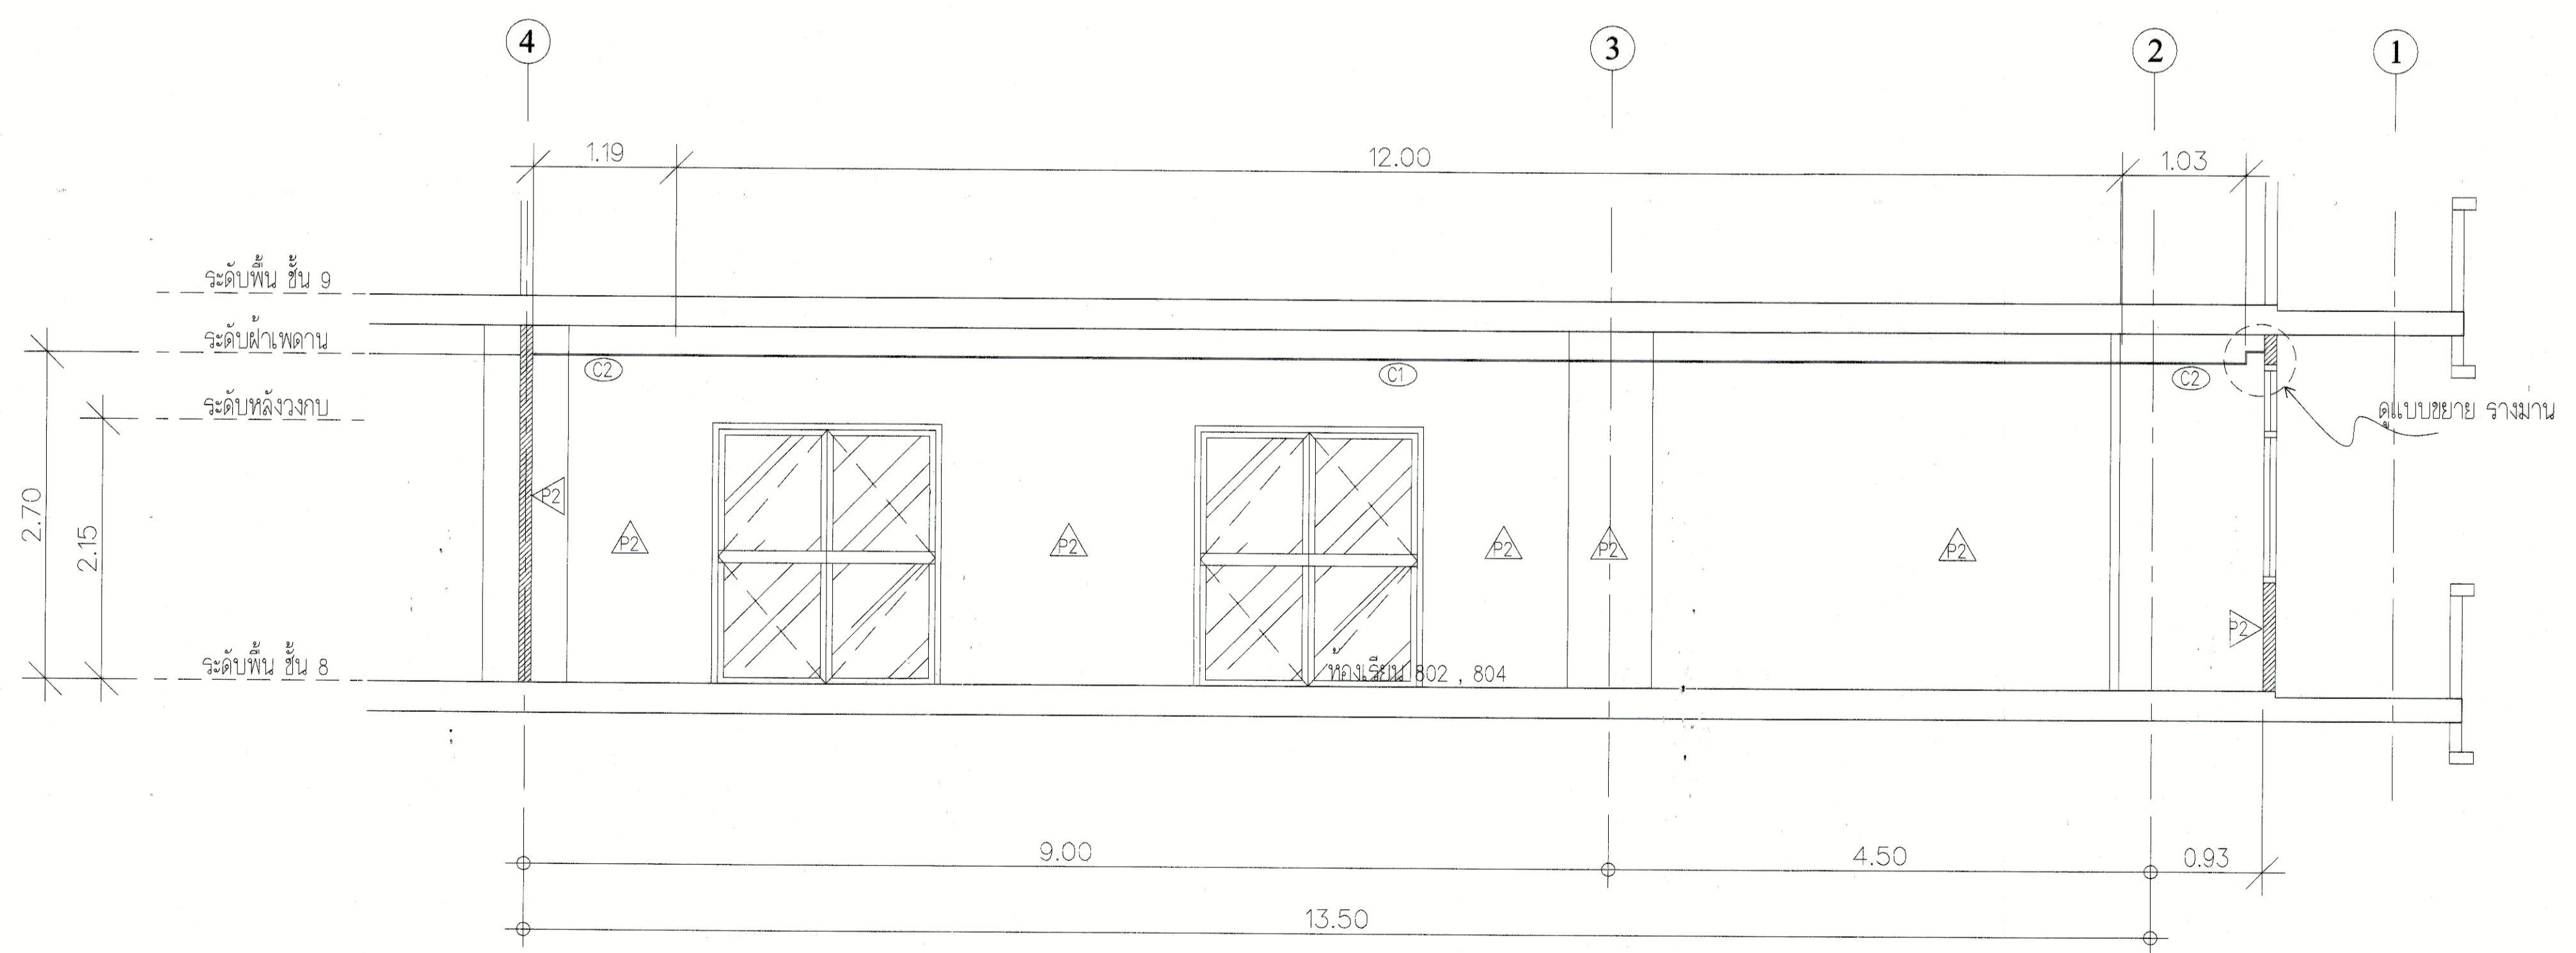 4
3
2
1
1.19
12.00
1.03
ระดับพื้น ชั้น 9
ระดับฝ้าเพดาน
C2
C1
C2
ระดับหลังวงกบ
ดูแบบขยาย รางม่าน
2.70
2.15
P2
P2
P2
P2
P2
P2
P2
ระดับพื้น ชั้น 8
ห้องเรียน 802 , 804
9.00
4.50
0.93
13.50